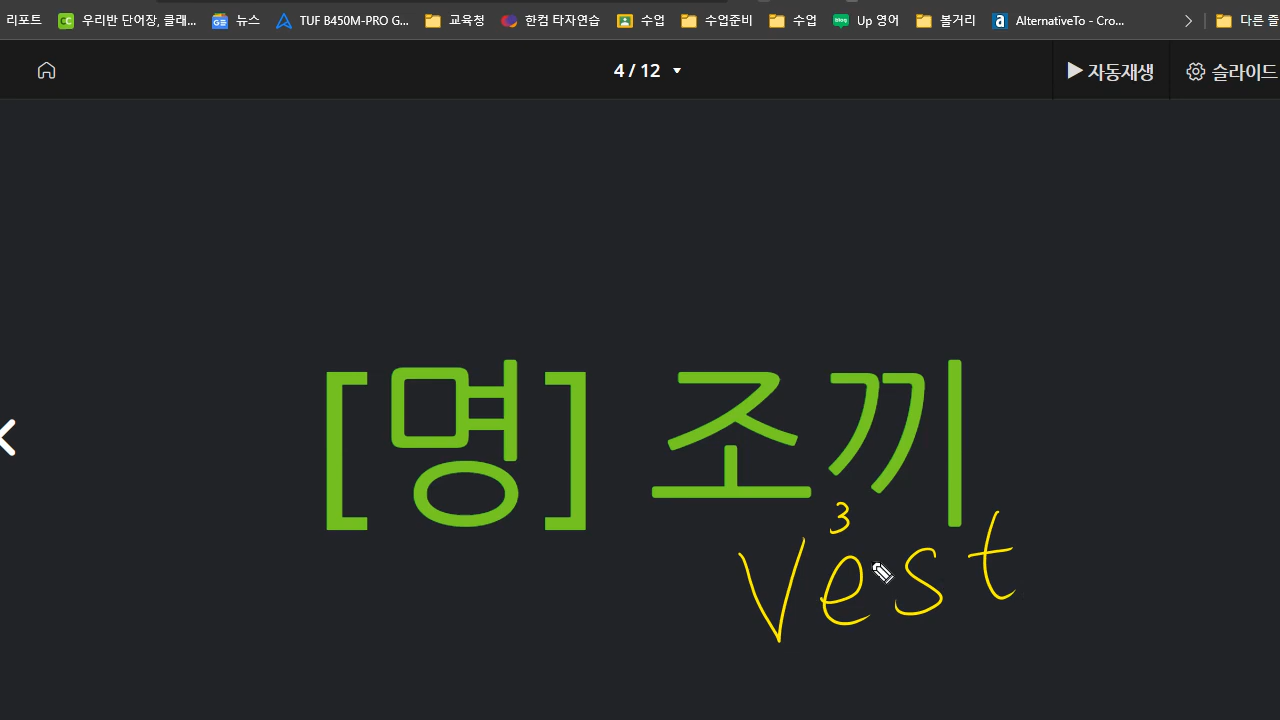 리포트 우리반 단어장, 클래... 뉴스 TUF B450M-PRO G... 교육청 한컴 타자연습 수업 수업준비 수업 Up 영어 볼거리 AlternativeTo - Cro... 다른 즐
4 / 12 자동재생 슬라이드
[명] 조끼
3
vest